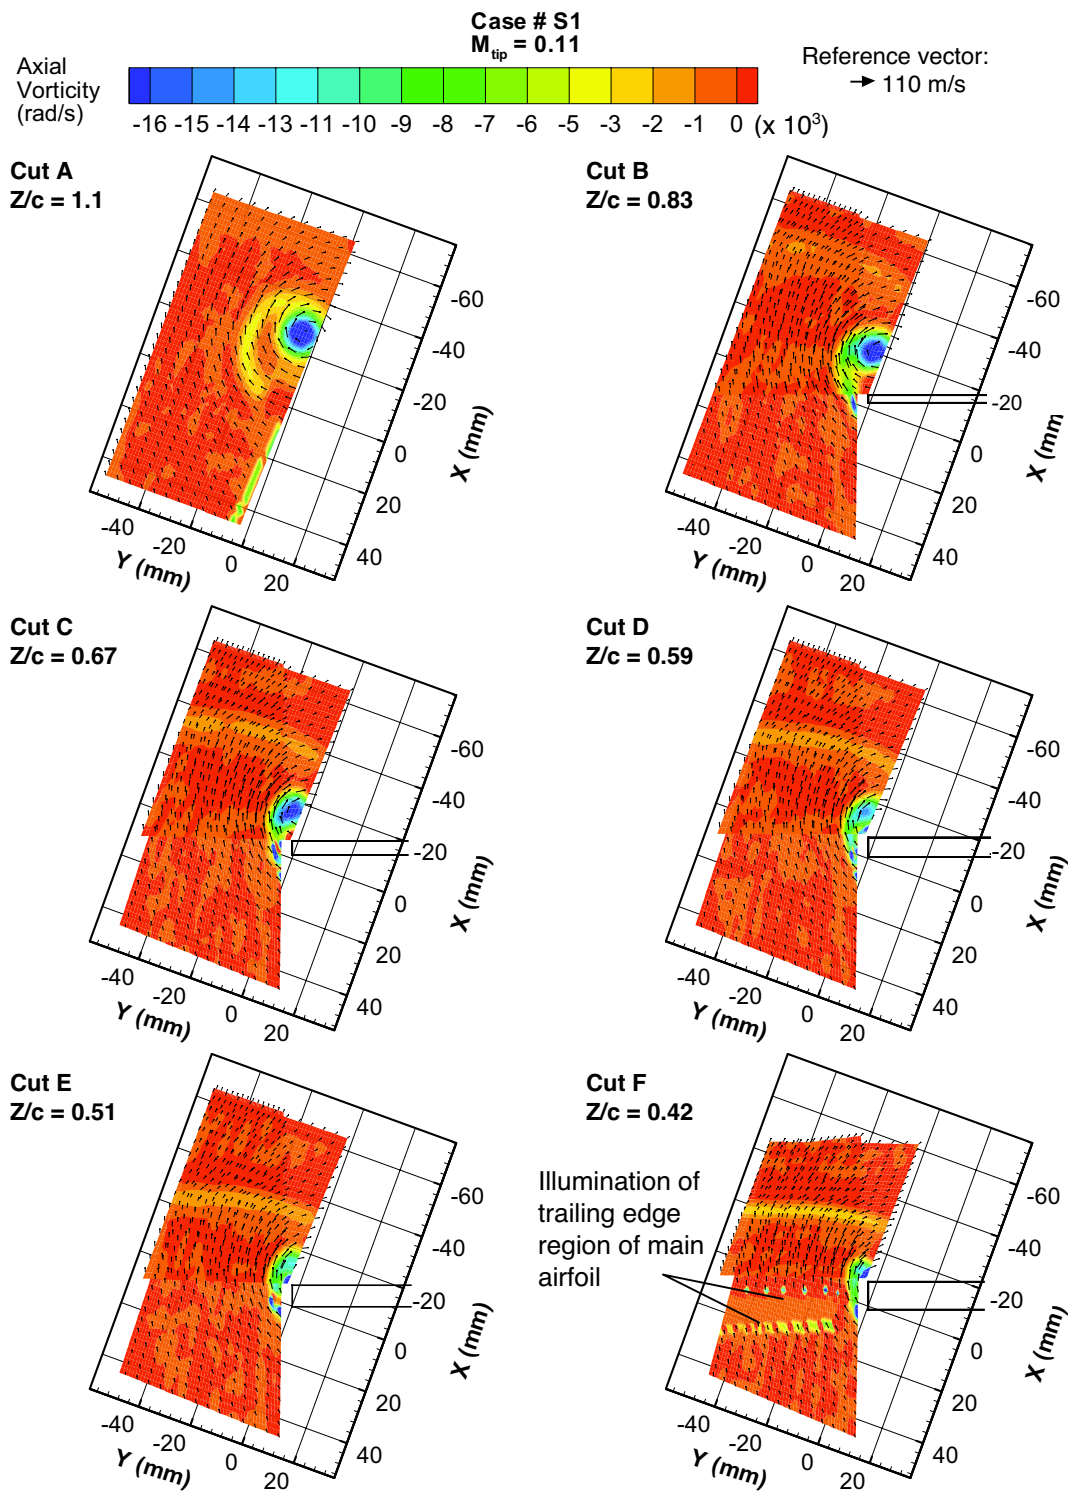 Case # S1
M_tip = 0.11
Axial
Vorticity
(rad/s)
-16 -15 -14 -13 -11 -10 -9 -8 -7 -6 -5 -3 -2 -1 0 (x 10³)
Reference vector:
110 m/s
Cut A
Z/c = 1.1
-60
-40
-20
0
20
40
X (mm)
-40
-20
0
20
Y (mm)
Cut B
Z/c = 0.83
-60
-40
-20
0
20
40
X (mm
-40
-20
0
20
Y (mm)
Cut C
Z/c = 0.67
-60
-40
-20
0
20
40
X (mm)
-40
-20
0
20
Y (mm)
Cut D
Z/c = 0.59
-60
-40
-20
0
20
40
X (mm)
-40
-20
0
20
Y (mm)
Cut E
Z/c = 0.51
-60
-40
-20
0
20
40
X (mm)
-40
-20
0
20
Y (mm)
Cut F
Z/c = 0.42
Illumination of
trailing edge
region of main
airfoil
-60
-40
-20
0
20
40
X (mm)
-40
-20
0
20
Y (mm)